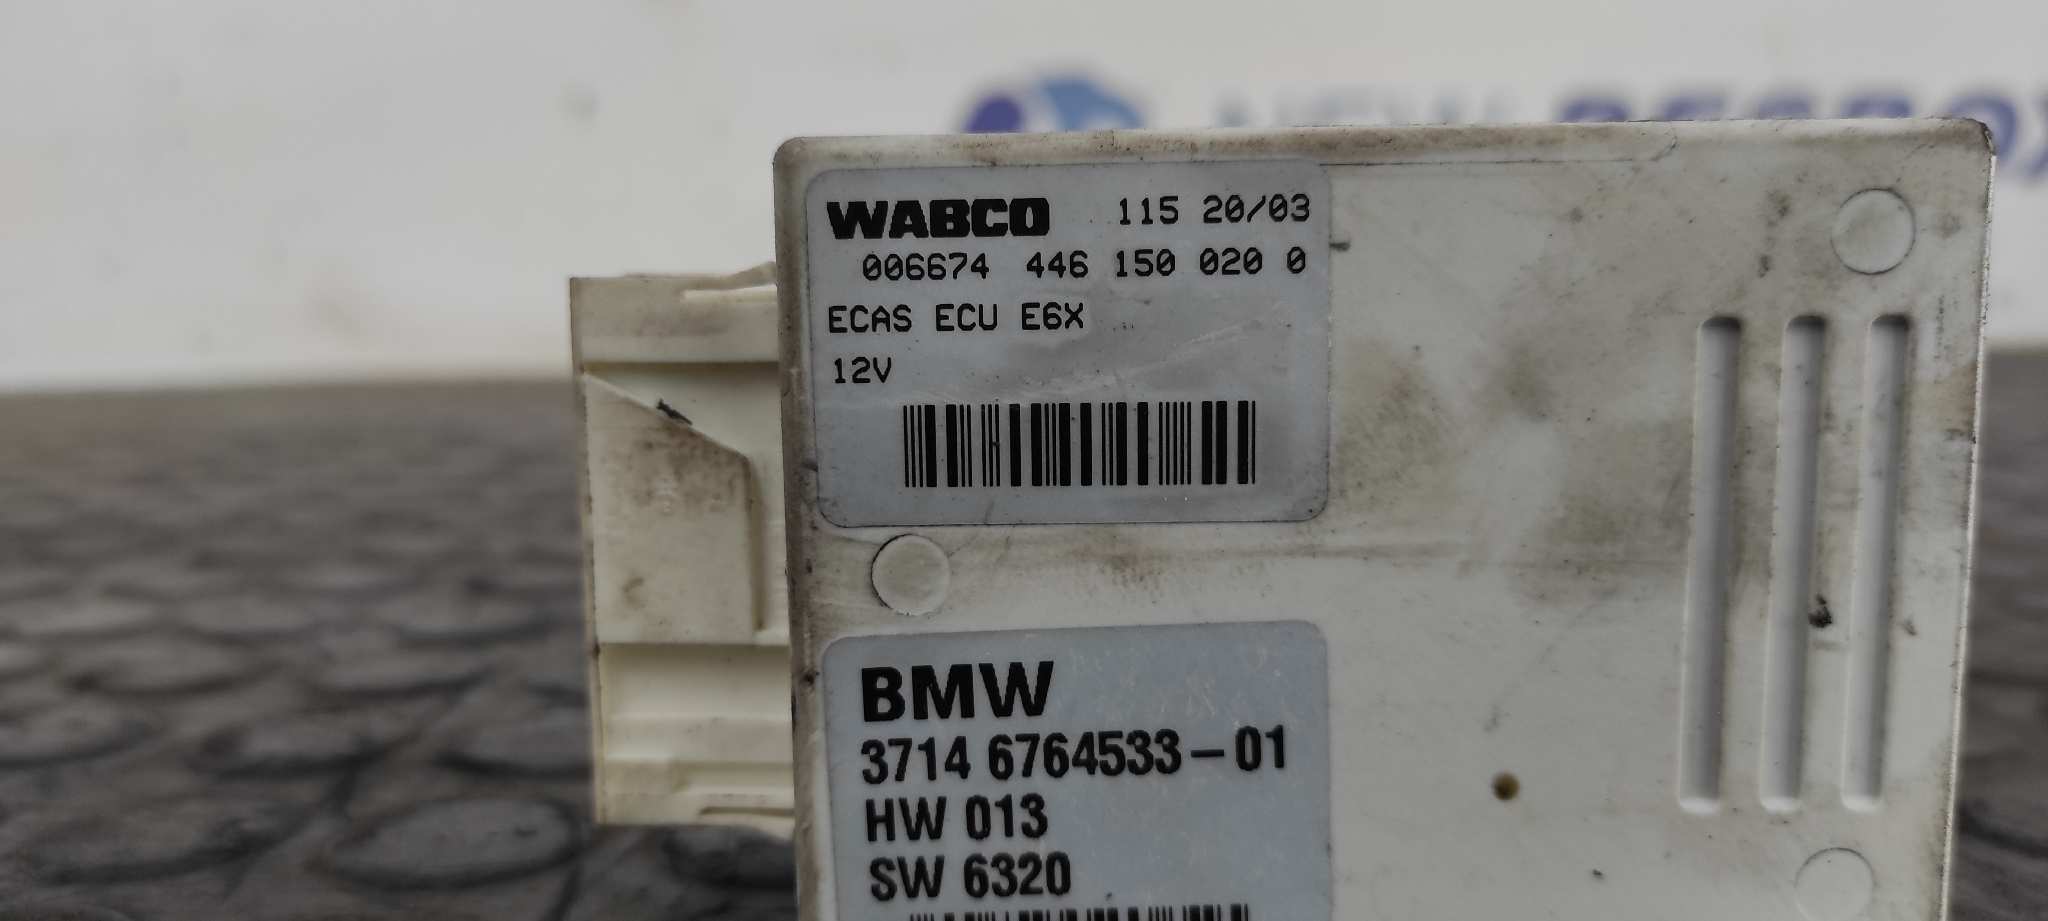 WABCO 115 20/03
006674 446 150 020 0
ECAS ECU E6X
12V
BMW
3714 6764533-01
HW 013
SW 6320